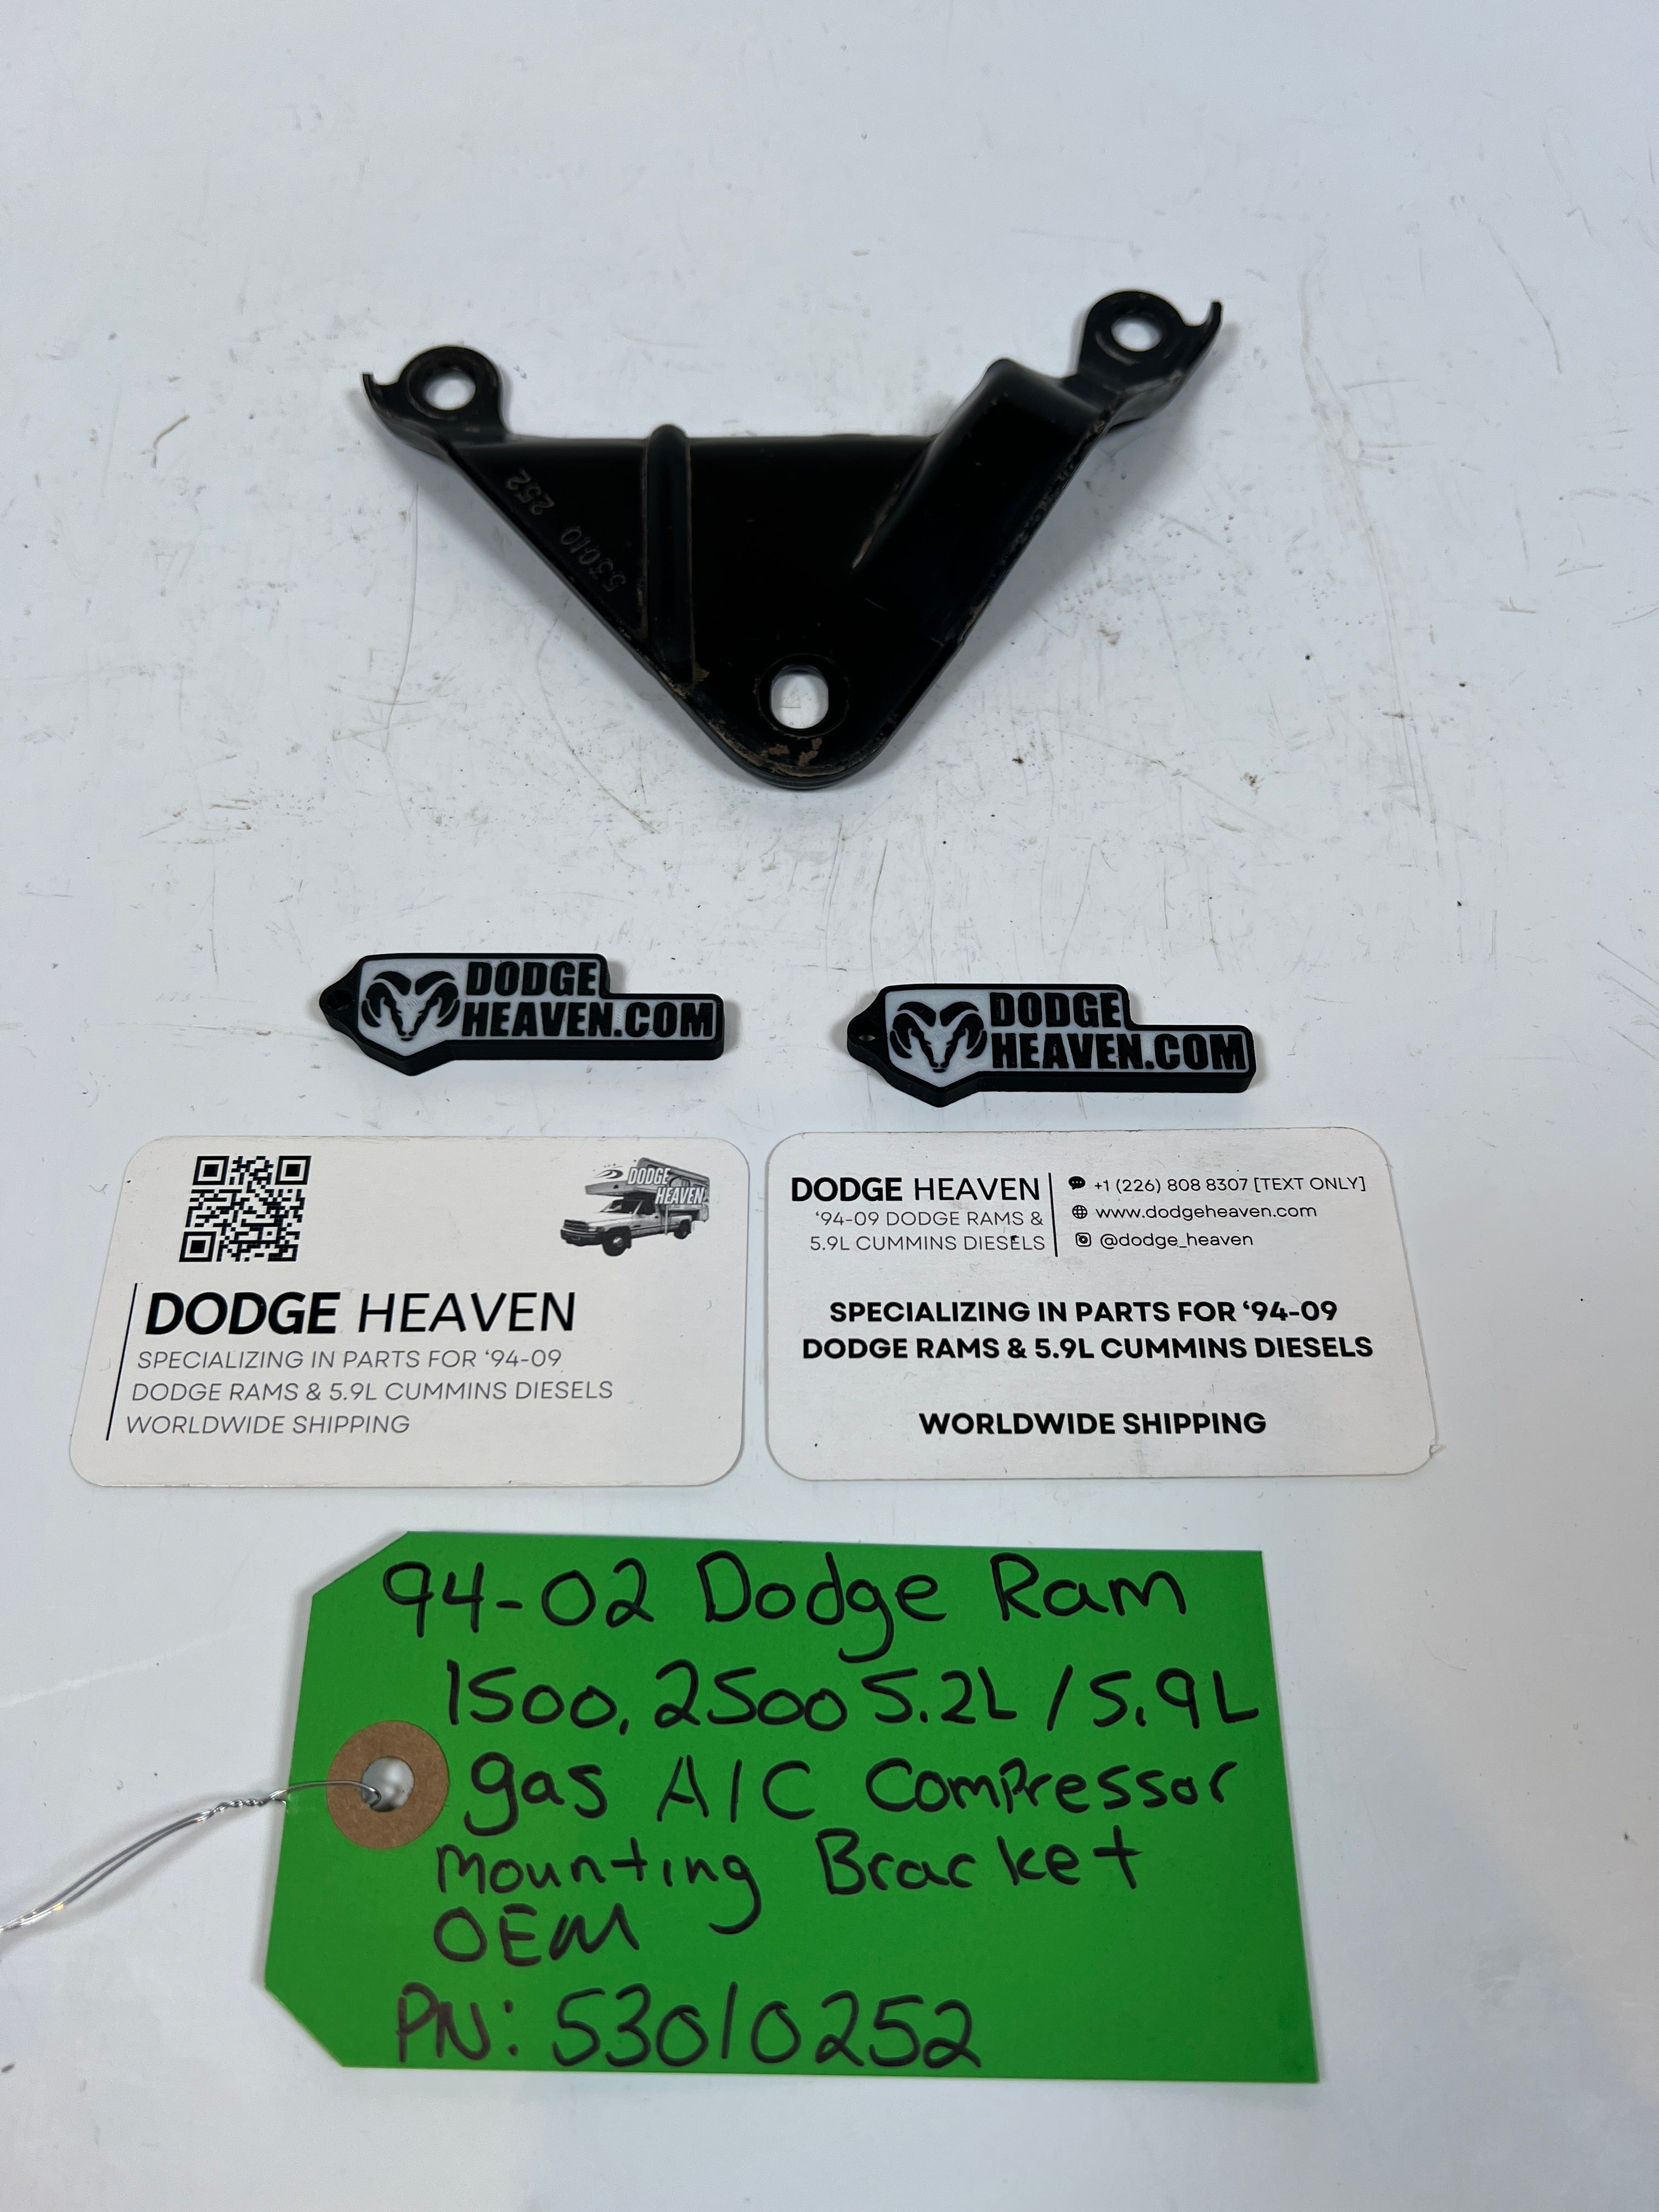 53010 252
DODGE
HEAVEN.COM
DODGE
HEAVEN.COM
DODGE
HEAVEN
DODGE HEAVEN
SPECIALIZING IN PARTS FOR ‘94-09
DODGE RAMS & 5.9L CUMMINS DIESELS
WORLDWIDE SHIPPING
DODGE HEAVEN
‘94-09 DODGE RAMS &
5.9L CUMMINS DIESELS
+1 (226) 808 8307 [TEXT ONLY]
www.dodgeheaven.com
@dodge_heaven
SPECIALIZING IN PARTS FOR ‘94-09
DODGE RAMS & 5.9L CUMMINS DIESELS
WORLDWIDE SHIPPING
94-02 Dodge Ram
1500, 2500 5.2L / 5.9L
gas A/C Compressor
Mounting Bracket
OEM
PN: 53010252